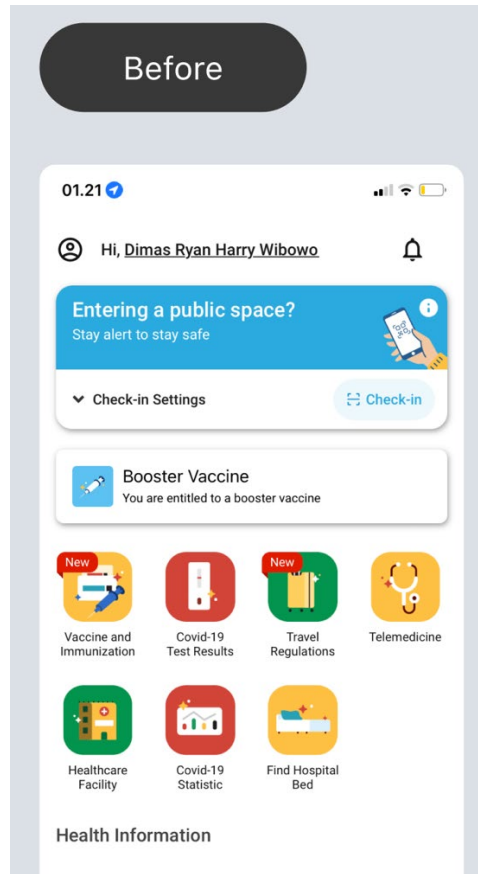 Before
01.21
Hi, Dimas Ryan Harry Wibowo
Entering a public space?
Stay alert to stay safe
Check-in Settings
Check-in
Booster Vaccine
You are entitled to a booster vaccine
New
New
Vaccine and
Immunization
Covid-19
Test Results
Travel
Regulations
Telemedicine
Healthcare
Facility
Covid-19
Statistic
Find Hospital
Bed
Health Information